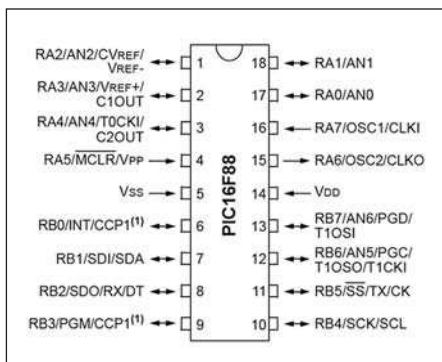 RA2/AN2/CVREF/
VREF-
RA3/AN3/VREF+/
C1OUT
RA4/AN4/T0CKI/
C2OUT
RA5/MCLR/VPP
VSS
RB0/INT/CCP1(1)
RB1/SDI/SDA
RB2/SDO/RX/DT
RB3/PGM/CCP1(1)
1
2
3
4
5
6
7
8
9
PIC16F88
18
17
16
15
14
13
12
11
10
RA1/AN1
RA0/AN0
RA7/OSC1/CLKI
RA6/OSC2/CLKO
VDD
RB7/AN6/PGD/
T1OSI
RB6/AN5/PGC/
T1OSO/T1CKI
RB5/SS/TX/CK
RB4/SCK/SCL